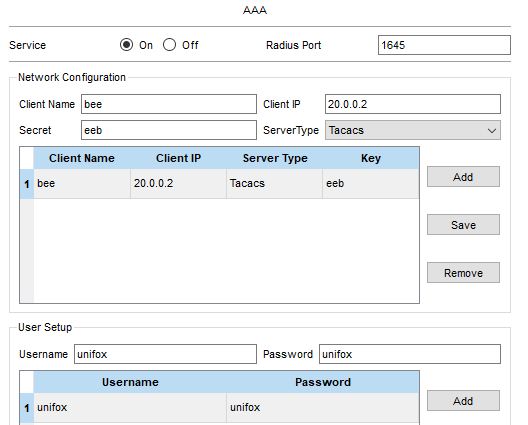 AAA
Service On Off Radius Port 1645
Network Configuration
Client Name bee Client IP 20.0.0.2
Secret eeb ServerType Tacacs
Client Name Client IP Server Type Key
1 bee 20.0.0.2 Tacacs eeb
Add
Save
Remove
User Setup
Username unifox Password unifox
Username Password
Add
1 unifox unifox